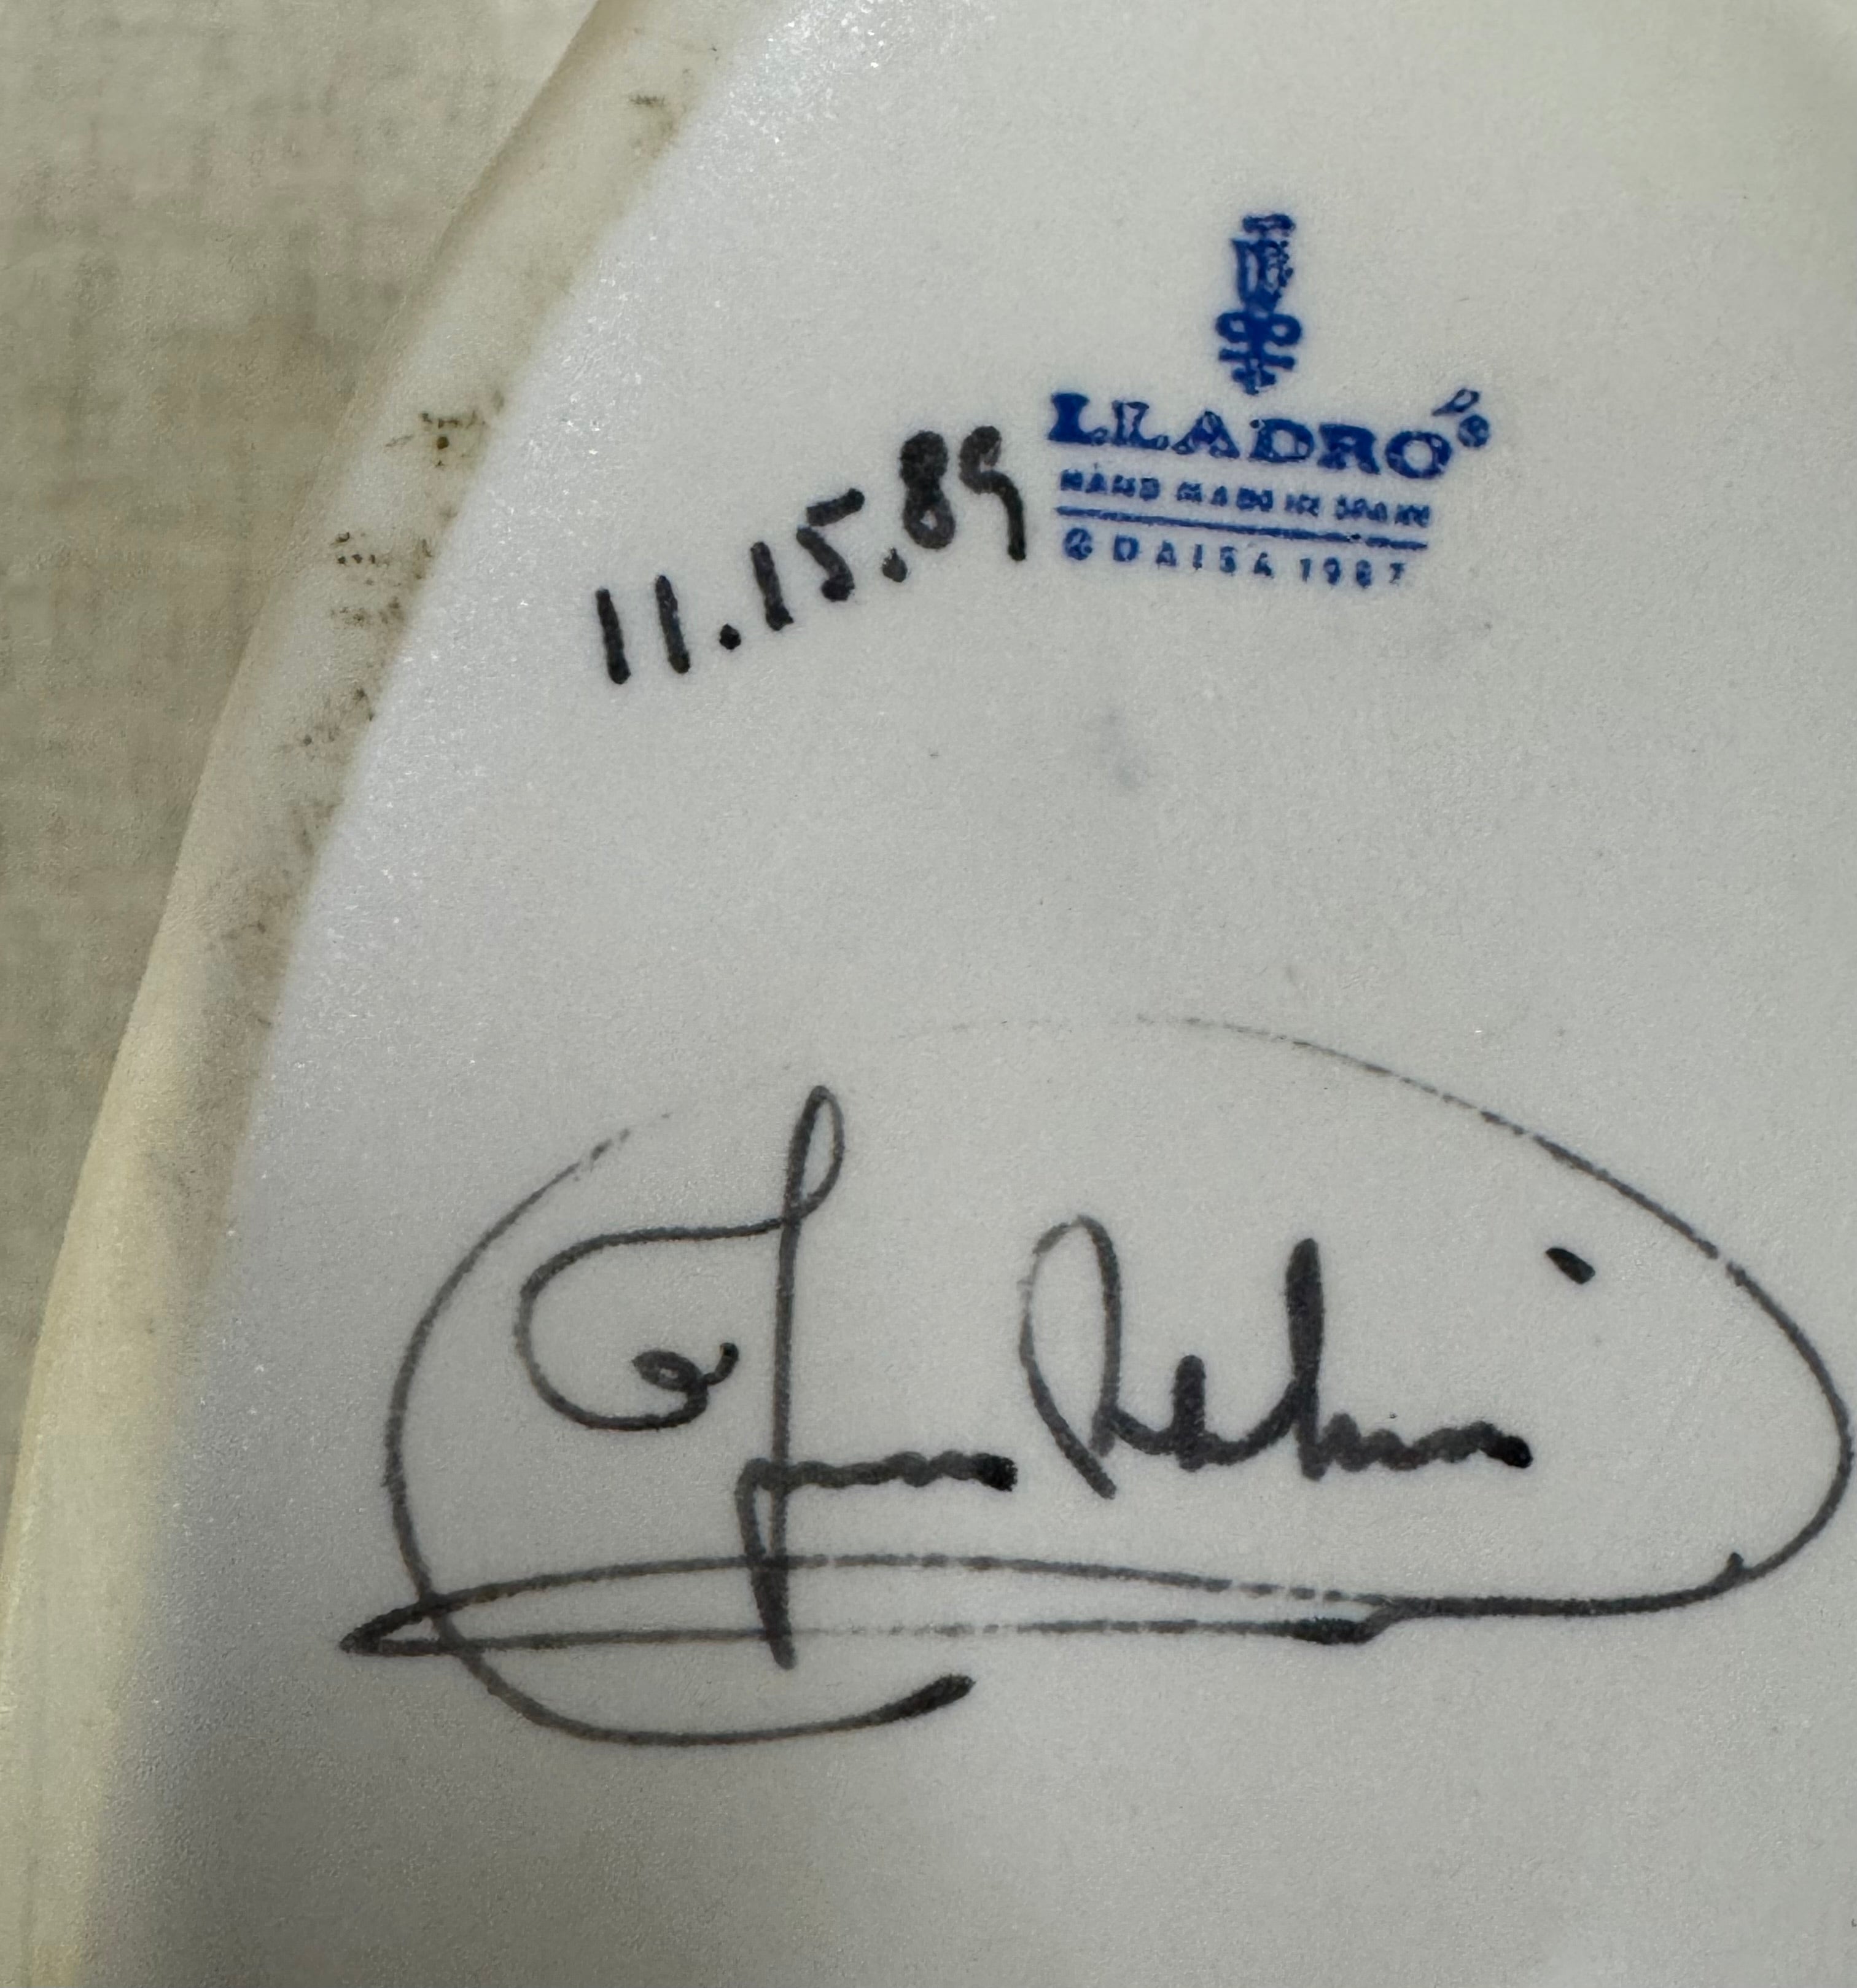 LLADRÓ®
HAND MADE IN SPAIN
11.15.89
© DAISA 1987